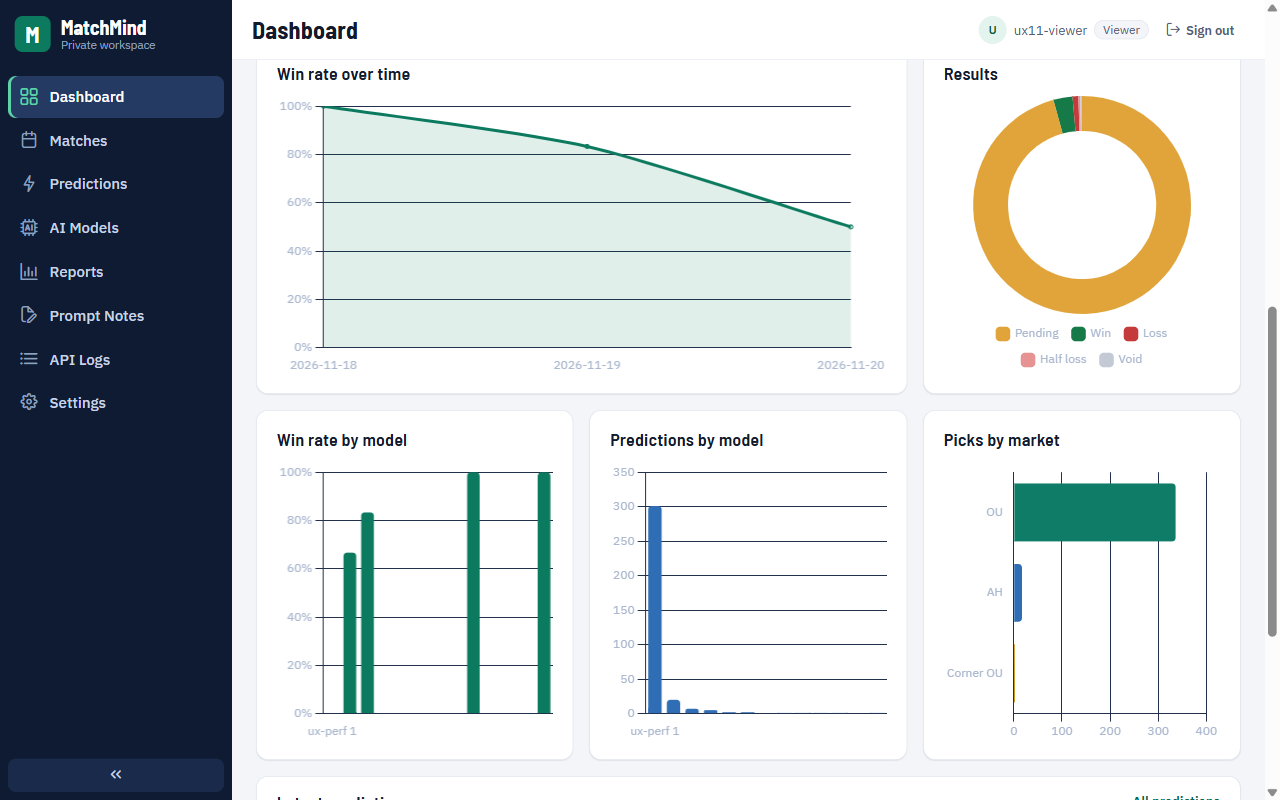 M
MatchMind
Private workspace
Dashboard
Matches
Predictions
AI Models
Reports
Prompt Notes
API Logs
Settings
Dashboard
U
ux11-viewer
Viewer
Sign out
Win rate over time
100%
80%
60%
40%
20%
0%
2026-11-18
2026-11-19
2026-11-20
Results
Pending
Win
Loss
Half loss
Void
Win rate by model
100%
80%
60%
40%
20%
0%
ux-perf 1
Predictions by model
350
300
250
200
150
100
50
0
ux-perf 1
Picks by market
OU
AH
Corner OU
0
100
200
300
400